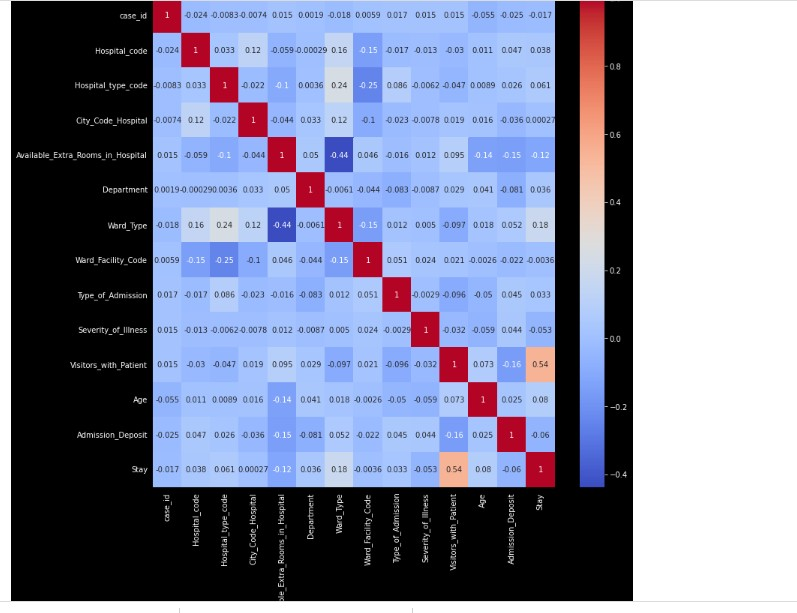 case_id 1 -0.024 -0.0083 -0.0074 0.015 0.0019 -0.018 0.0059 0.017 0.015 0.015 -0.055 -0.025 -0.017
Hospital_code -0.024 1 0.033 0.12 -0.059 -0.00029 0.16 -0.15 -0.017 -0.013 -0.03 0.011 0.047 0.038
0.8
Hospital_type_code -0.0083 0.033 1 -0.022 -0.1 0.0036 0.24 -0.25 0.086 -0.0062 -0.047 0.0089 0.026 0.061
City_Code_Hospital -0.0074 0.12 -0.022 1 -0.044 0.033 0.12 -0.1 -0.023 -0.0078 0.019 0.016 -0.036 0.00027
0.6
Available_Extra_Rooms_in_Hospital 0.015 -0.059 -0.1 -0.044 1 0.05 -0.44 0.046 -0.016 0.012 0.095 -0.14 -0.15 -0.12
Department 0.0019 -0.00029 0.0036 0.033 0.05 1 -0.0061 -0.044 -0.083 -0.0087 0.029 0.041 -0.081 0.036
0.4
Ward_Type -0.018 0.16 0.24 0.12 -0.44 -0.0061 1 -0.15 0.012 0.005 -0.097 0.018 0.052 0.18
Ward_Facility_Code 0.0059 -0.15 -0.25 -0.1 0.046 -0.044 -0.15 1 0.051 0.024 0.021 -0.0026 -0.022 -0.0036
0.2
Type_of_Admission 0.017 -0.017 0.086 -0.023 -0.016 -0.083 0.012 0.051 1 -0.0029 -0.096 -0.05 0.045 0.033
Severity_of_Illness 0.015 -0.013 -0.0062 -0.0078 0.012 -0.0087 0.005 0.024 -0.0029 1 -0.032 -0.059 0.044 -0.053
0.0
Visitors_with_Patient 0.015 -0.03 -0.047 0.019 0.095 0.029 -0.097 0.021 -0.096 -0.032 1 0.073 -0.16 0.54
Age -0.055 0.011 0.0089 0.016 -0.14 0.041 0.018 -0.0026 -0.05 -0.059 0.073 1 0.025 0.08
−0.2
Admission_Deposit -0.025 0.047 0.026 -0.036 -0.15 -0.081 0.052 -0.022 0.045 0.044 -0.16 0.025 1 -0.06
Stay -0.017 0.038 0.061 0.00027 -0.12 0.036 0.18 -0.0036 0.033 -0.053 0.54 0.08 -0.06 1
−0.4
case_id
Hospital_code
Hospital_type_code
City_Code_Hospital
ble_Extra_Rooms_in_Hospital
Department
Ward_Type
Ward_Facility_Code
Type_of_Admission
Severity_of_Illness
Visitors_with_Patient
Age
Admission_Deposit
Stay